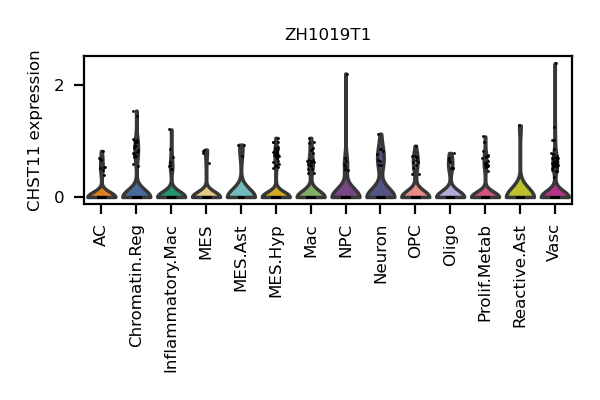 ZH1019T1
CHST11 expression
2
0
AC
Chromatin.Reg
Inflammatory.Mac
MES
MES.Ast
MES.Hyp
Mac
NPC
Neuron
OPC
Oligo
Prolif.Metab
Reactive.Ast
Vasc